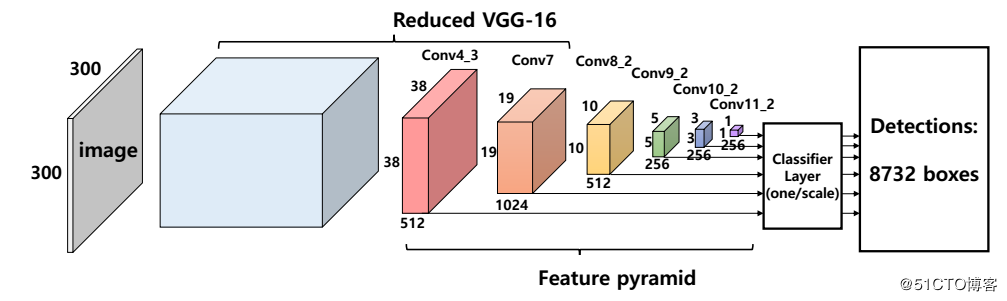 Reduced VGG-16
300
300
image
Conv4_3
38
38
512
Conv7
19
19
1024
Conv8_2
10
10
512
Conv9_2
5
5
256
Conv10_2
3
3
256
Conv11_2
1
1
256
Classifier
Layer
(one/scale)
Detections:
8732 boxes
Feature pyramid
@51CTO博客